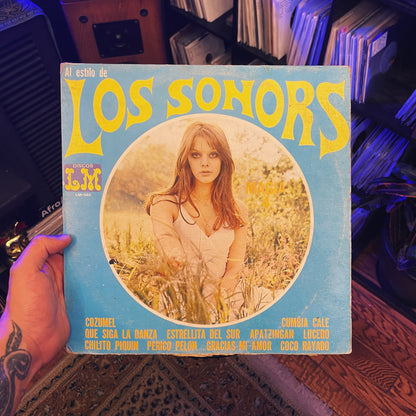 Al estilo de
LOS SONORS
DISCOS
LM
COZUMEL CUMBIA CALE
QUE SIGA LA DANZA ESTRELLITA DEL SUR APATZINGAN LUCERO
CHILITO PIQUIN PERICO PELON GRACIAS MI AMOR COCO RAYADO